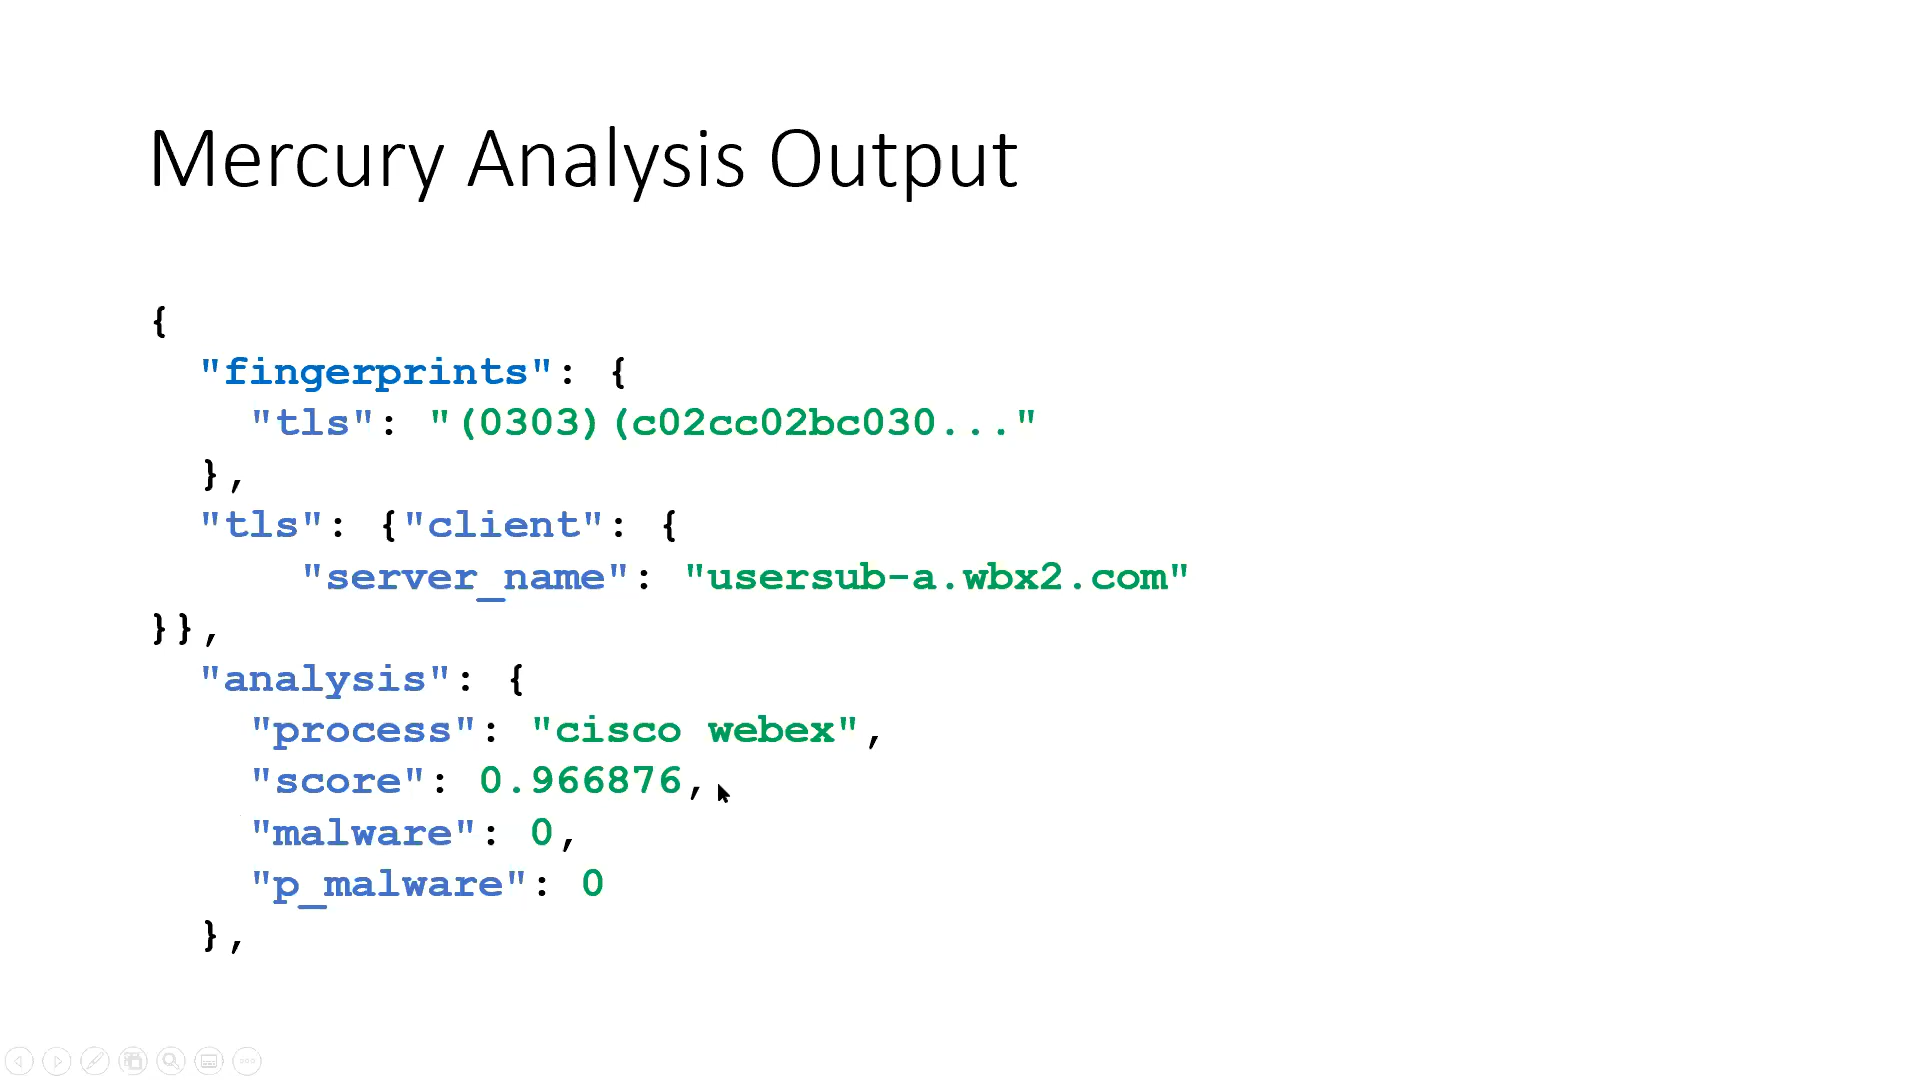 Mercury Analysis Output
{
"fingerprints": {
"tls": "(0303)(c02cc02bc030..."
},
"tls": {"client": {
"server_name": "usersub-a.wbx2.com"
}},
"analysis": {
"process": "cisco webex",
"score": 0.966876,
"malware": 0,
"p_malware": 0
},